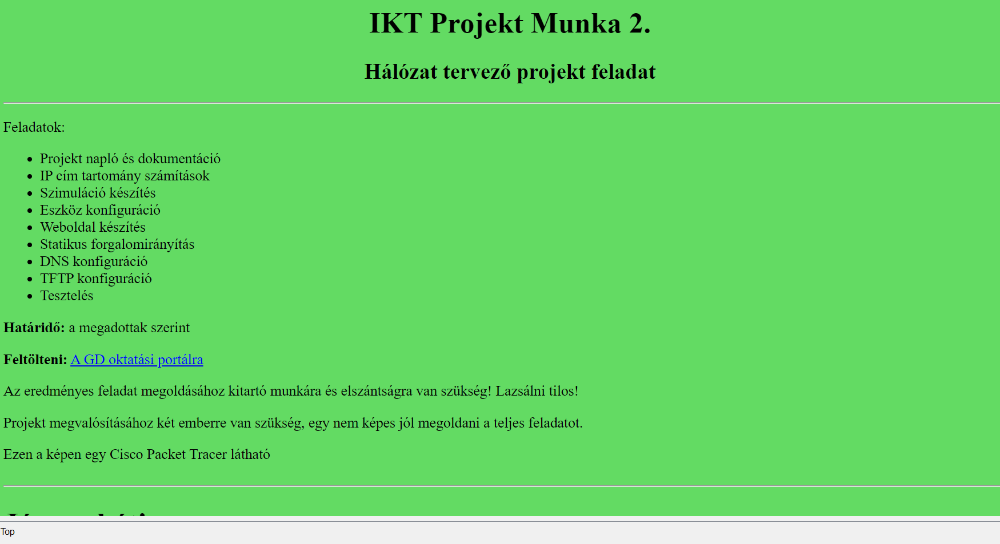 IKT Projekt Munka 2.
Hálózat tervező projekt feladat
Feladatok:
Projekt napló és dokumentáció
IP cím tartomány számítások
Szimuláció készítés
Eszköz konfiguráció
Weboldal készítés
Statikus forgalomirányítás
DNS konfiguráció
TFTP konfiguráció
Tesztelés
Határidő: a megadottak szerint
Feltölteni: A GD oktatási portálra
Az eredményes feladat megoldásához kitartó munkára és elszántságra van szükség! Lazsálni tilos!
Projekt megvalósításához két emberre van szükség, egy nem képes jól megoldani a teljes feladatot.
Ezen a képen egy Cisco Packet Tracer látható
Top